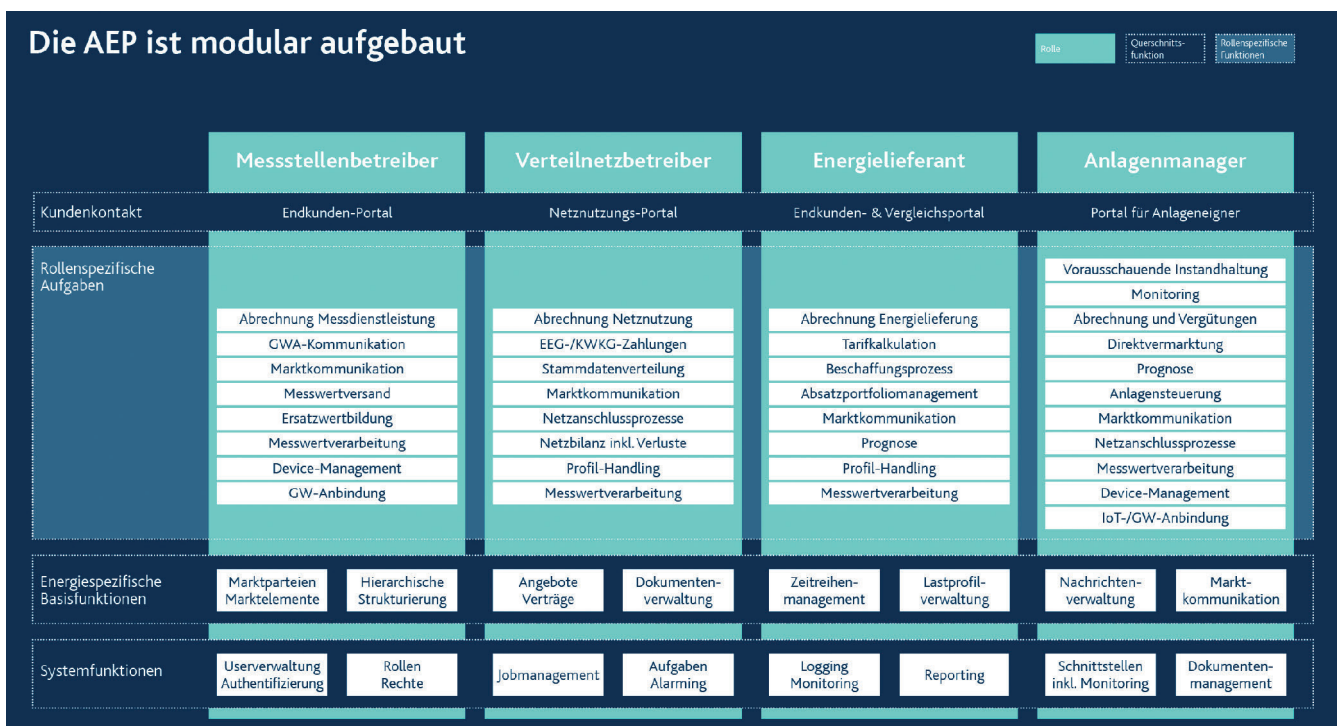 Die AEP ist modular aufgebaut
Rolle
Querschnitts-
funktion
Rollenspezifische
Funktionen
Messstellenbetreiber
Verteilnetzbetreiber
Energielieferant
Anlagenmanager
Kundenkontakt
Endkunden-Portal
Netznutzungs-Portal
Endkunden- & Vergleichsportal
Portal für Anlageneigner
Rollenspezifische
Aufgaben
Abrechnung Messdienstleistung
GWA-Kommunikation
Marktkommunikation
Messwertversand
Ersatzwertbildung
Messwertverarbeitung
Device-Management
GW-Anbindung
Abrechnung Netznutzung
EEG-/KWKG-Zahlungen
Stammdatenverteilung
Marktkommunikation
Netzanschlussprozesse
Netzbilanz inkl. Verluste
Profil-Handling
Messwertverarbeitung
Abrechnung Energielieferung
Tarifkalkulation
Beschaffungsprozess
Absatzportfoliomanagement
Marktkommunikation
Prognose
Profil-Handling
Messwertverarbeitung
Vorausschauende Instandhaltung
Monitoring
Abrechnung und Vergütungen
Direktvermarktung
Prognose
Anlagensteuerung
Marktkommunikation
Netzanschlussprozesse
Messwertverarbeitung
Device-Management
IoT-/GW-Anbindung
Energiespezifische
Basisfunktionen
Marktparteien
Marktelemente
Hierarchische
Strukturierung
Angebote
Verträge
Dokumenten-
verwaltung
Zeitreihen-
management
Lastprofil-
verwaltung
Nachrichten-
verwaltung
Markt-
kommunikation
Systemfunktionen
Userverwaltung
Authentifizierung
Rollen
Rechte
Jobmanagement
Aufgaben
Alarming
Logging
Monitoring
Reporting
Schnittstellen
inkl. Monitoring
Dokumenten-
management